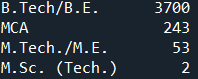 B.Tech/B.E. 3700
MCA 243
M.Tech./M.E. 53
M.Sc. (Tech.) 2